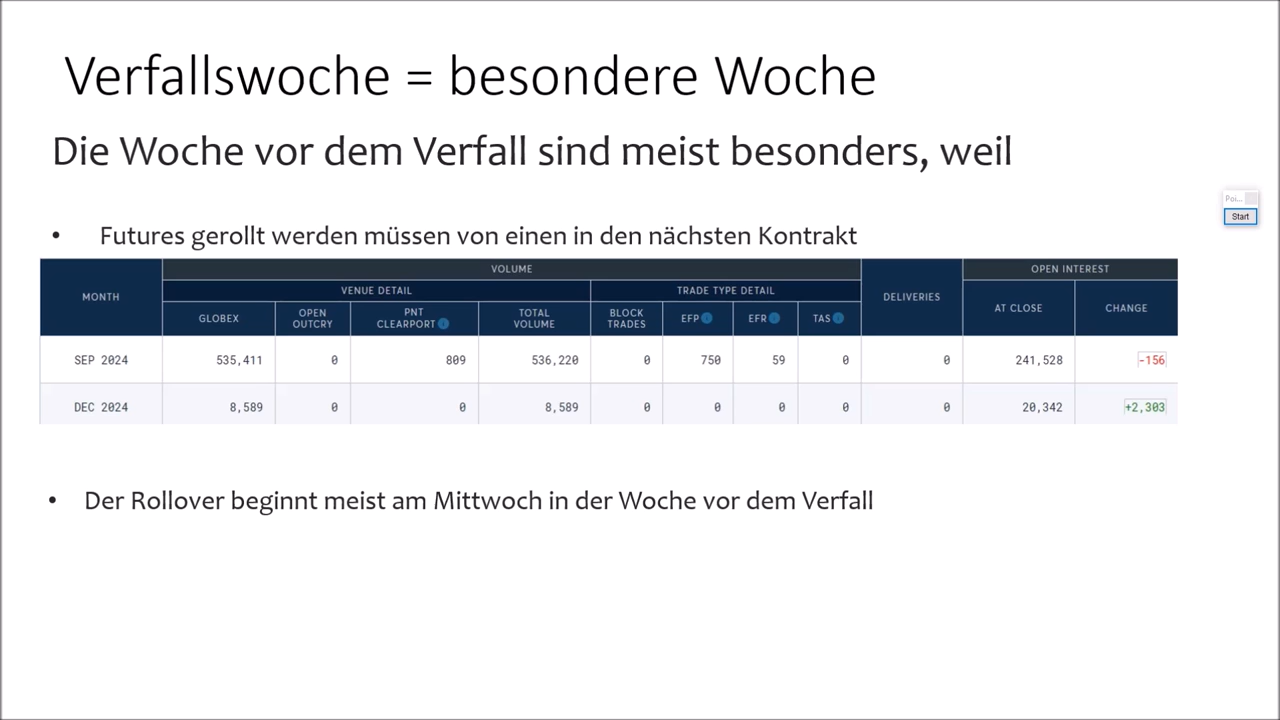 Verfallswoche = besondere Woche
Die Woche vor dem Verfall sind meist besonders, weil
Poi...
Start
• Futures gerollt werden müssen von einen in den nächsten Kontrakt
MONTH VOLUME DELIVERIES OPEN INTEREST
VENUE DETAIL TRADE TYPE DETAIL AT CLOSE CHANGE
GLOBEX OPEN OUTCRY PNT CLEARPORT TOTAL VOLUME BLOCK TRADES EFP EFR TAS
SEP 2024 535,411 0 809 536,220 0 750 59 0 0 241,528 -156
DEC 2024 8,589 0 0 8,589 0 0 0 0 0 20,342 +2,303
• Der Rollover beginnt meist am Mittwoch in der Woche vor dem Verfall